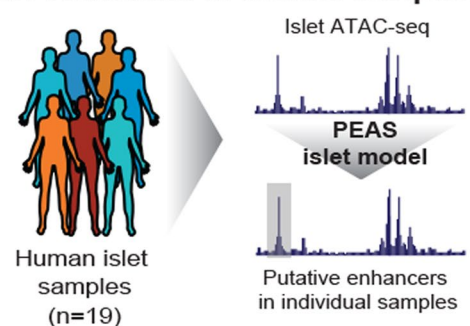 Islet ATAC-seq
PEAS
islet model
Human islet
samples
(n=19)
Putative enhancers
in individual samples